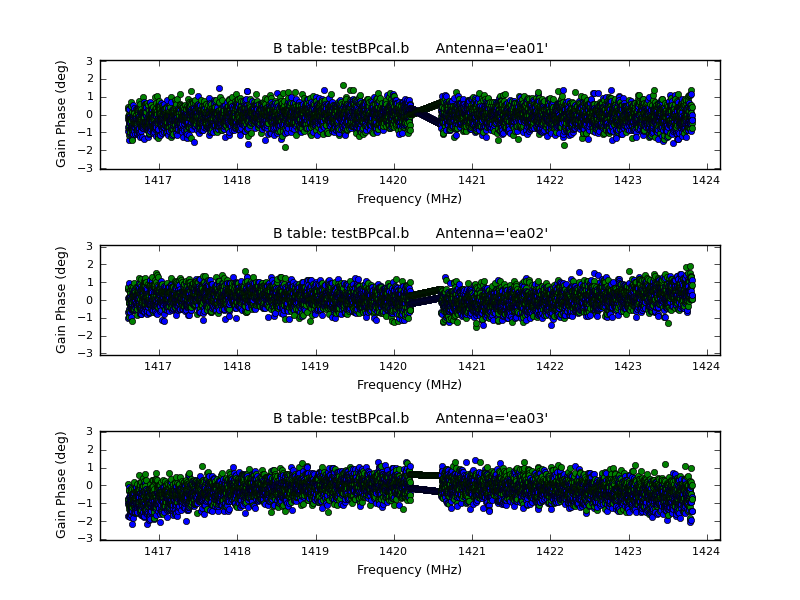 B table: testBPcal.b Antenna='ea01'
3
2
1
0
−1
−2
−3
Gain Phase (deg)
1417 1418 1419 1420 1421 1422 1423 1424
Frequency (MHz)
B table: testBPcal.b Antenna='ea02'
3
2
1
0
−1
−2
−3
Gain Phase (deg)
1417 1418 1419 1420 1421 1422 1423 1424
Frequency (MHz)
B table: testBPcal.b Antenna='ea03'
3
2
1
0
−1
−2
−3
Gain Phase (deg)
1417 1418 1419 1420 1421 1422 1423 1424
Frequency (MHz)